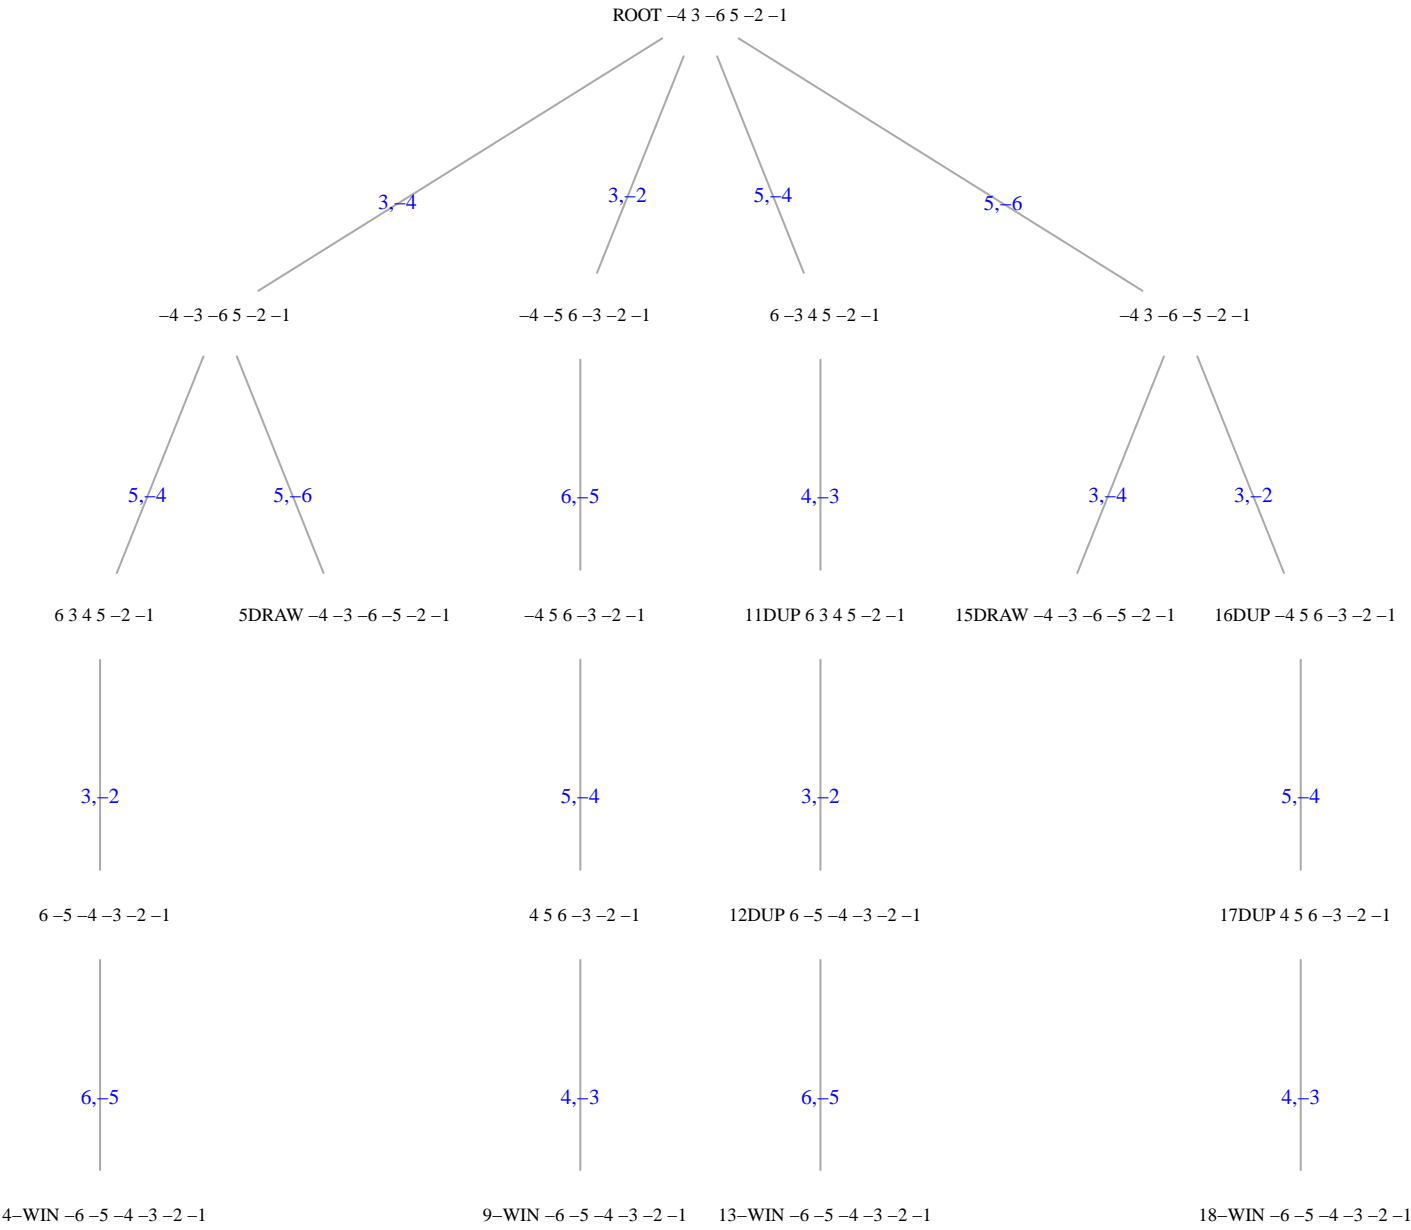 ROOT –4 3 –6 5 –2 –1
3,–4
3,–2
5,–4
5,–6
–4 –3 –6 5 –2 –1
–4 –5 6 –3 –2 –1
6 –3 4 5 –2 –1
–4 3 –6 –5 –2 –1
5,–4
5,–6
6,–5
4,–3
3,–4
3,–2
6 3 4 5 –2 –1
5DRAW –4 –3 –6 –5 –2 –1
–4 5 6 –3 –2 –1
11DUP 6 3 4 5 –2 –1
15DRAW –4 –3 –6 –5 –2 –1
16DUP –4 5 6 –3 –2 –1
3,–2
5,–4
3,–2
5,–4
6 –5 –4 –3 –2 –1
4 5 6 –3 –2 –1
12DUP 6 –5 –4 –3 –2 –1
17DUP 4 5 6 –3 –2 –1
6,–5
4,–3
6,–5
4,–3
4–WIN –6 –5 –4 –3 –2 –1
9–WIN –6 –5 –4 –3 –2 –1
13–WIN –6 –5 –4 –3 –2 –1
18–WIN –6 –5 –4 –3 –2 –1